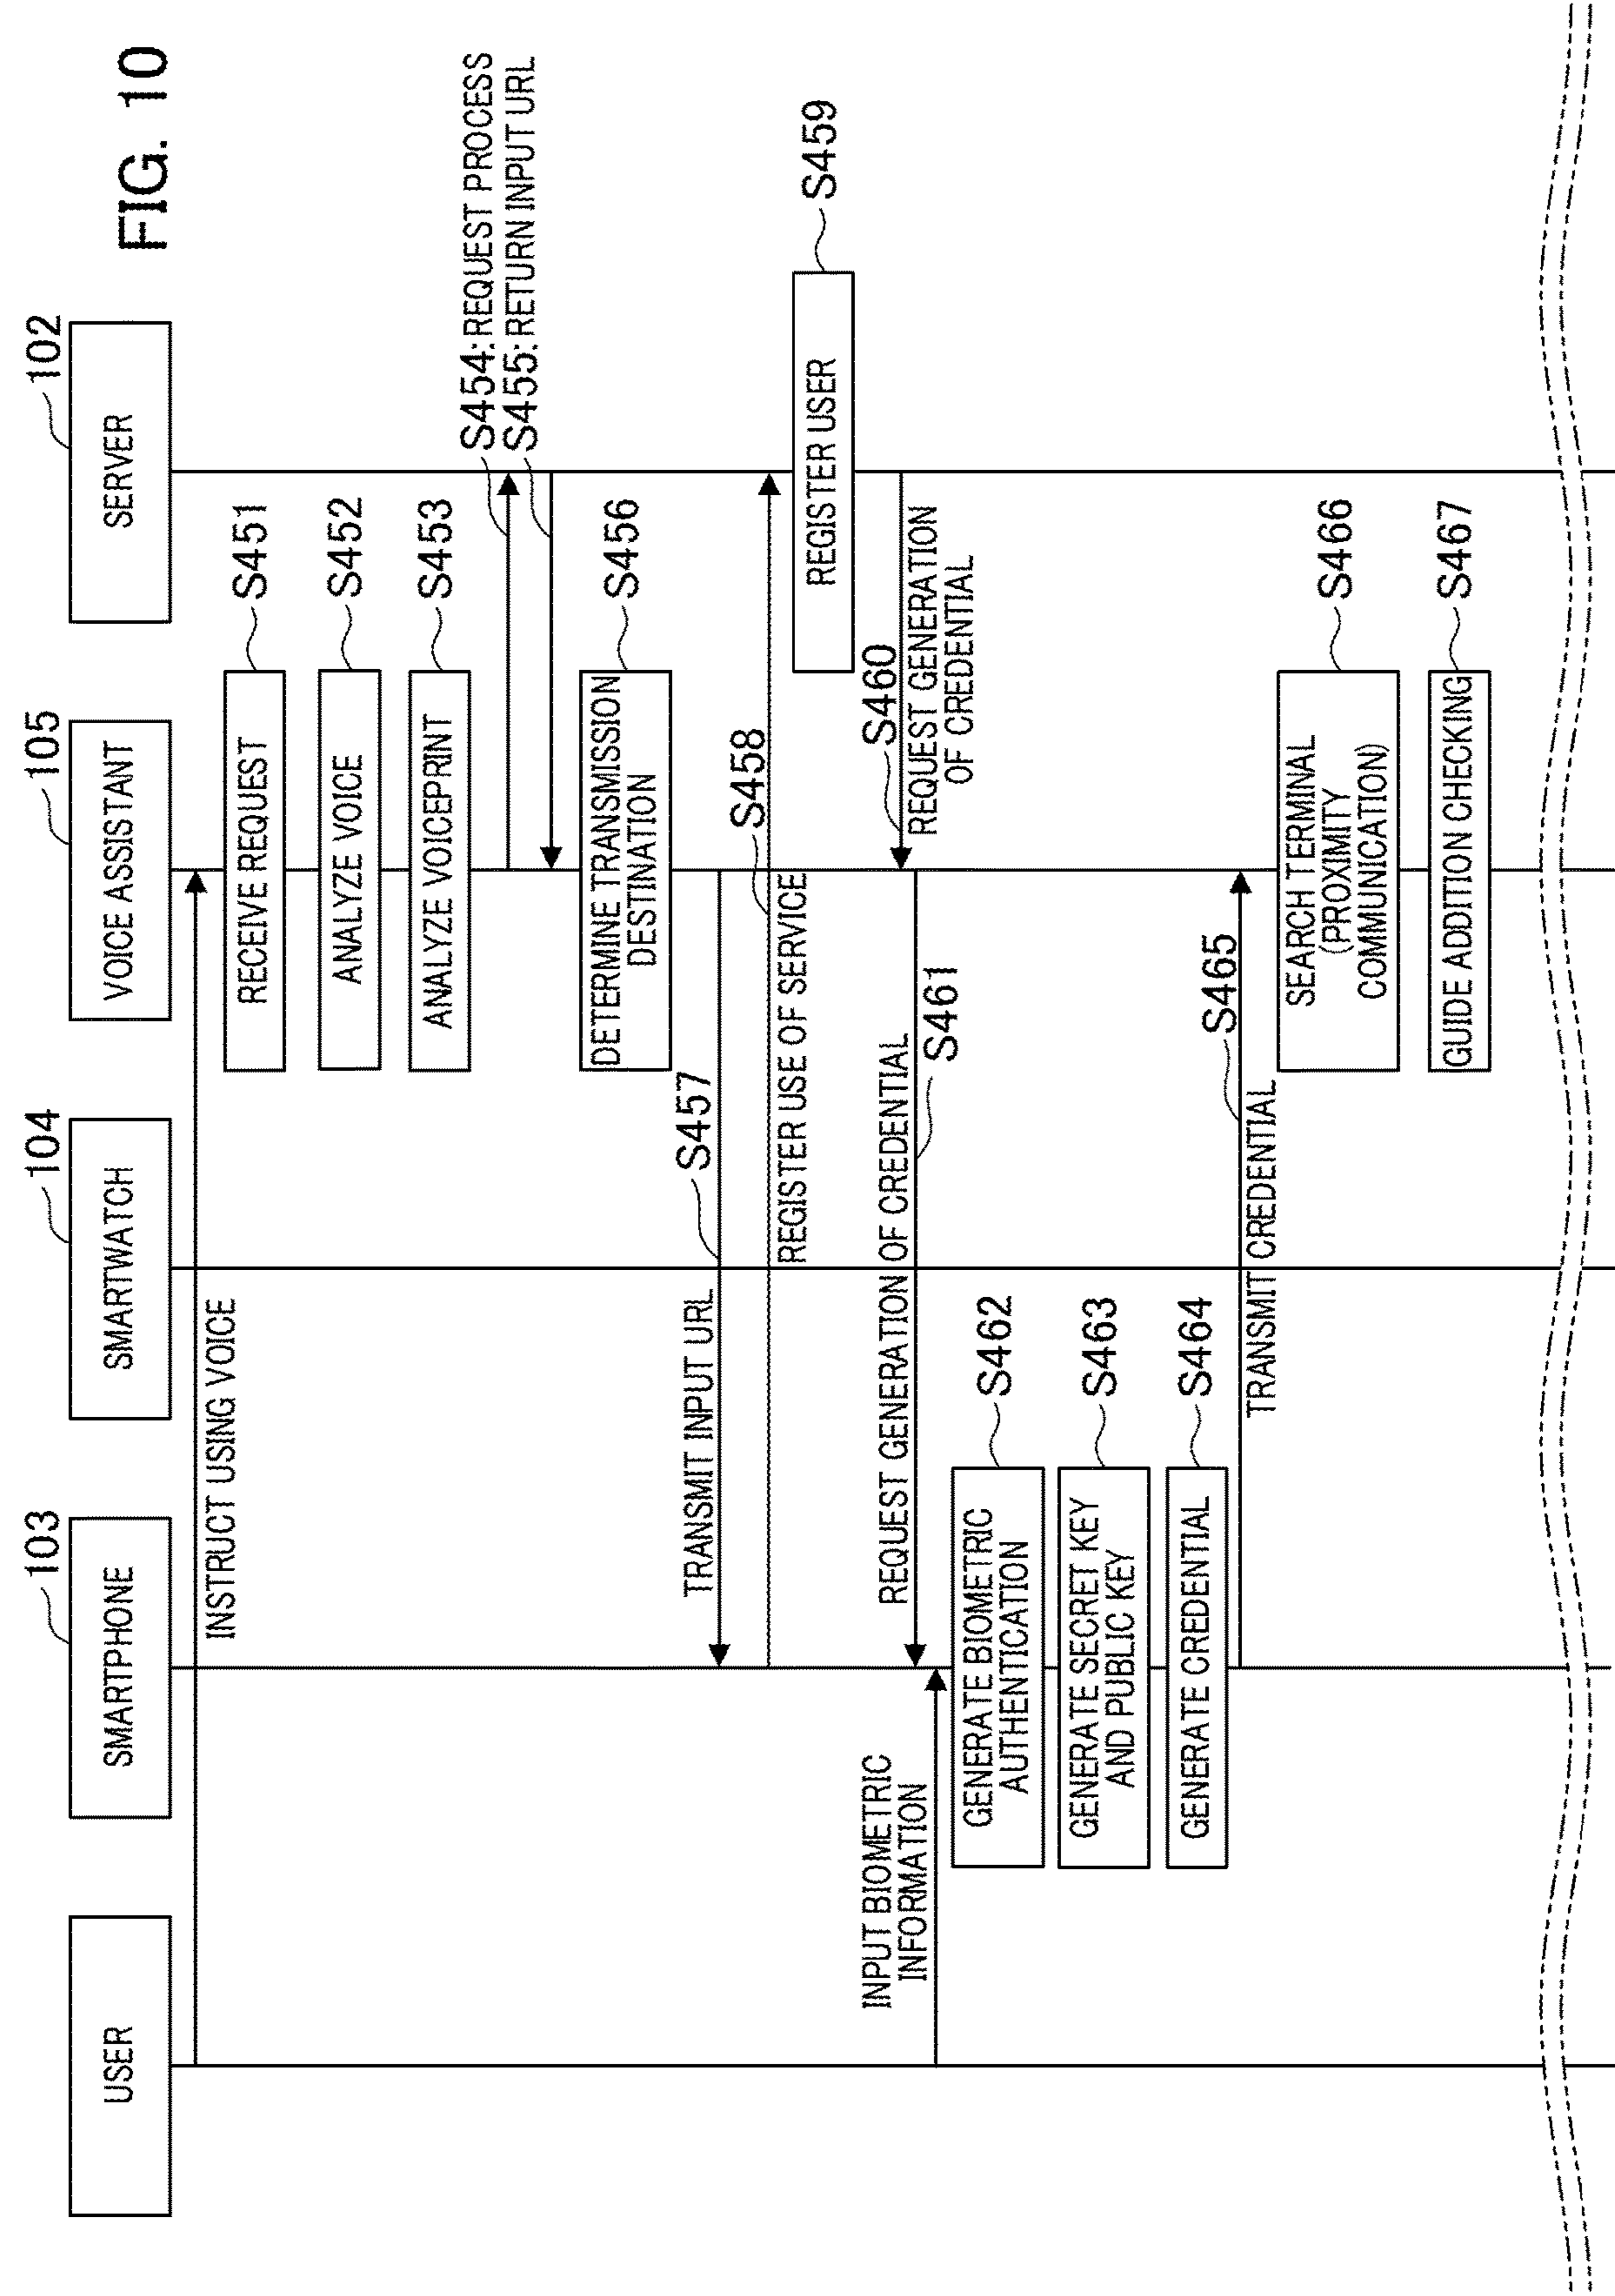 FIG. 10
USER
SMARTPHONE
103
SMARTWATCH
104
VOICE ASSISTANT
105
SERVER
102
INSTRUCT USING VOICE
RECEIVE REQUEST
S451
ANALYZE VOICE
S452
ANALYZE VOICEPRINT
S453
S454: REQUEST PROCESS
S455: RETURN INPUT URL
DETERMINE TRANSMISSION
DESTINATION
S456
TRANSMIT INPUT URL
S457
REGISTER USE OF SERVICE
S458
REGISTER USER
S459
S460
REQUEST GENERATION
OF CREDENTIAL
REQUEST GENERATION OF CREDENTIAL
S461
INPUT BIOMETRIC
INFORMATION
GENERATE BIOMETRIC
AUTHENTICATION
S462
GENERATE SECRET KEY
AND PUBLIC KEY
S463
GENERATE CREDENTIAL
S464
TRANSMIT CREDENTIAL
S465
SEARCH TERMINAL
(PROXIMITY
COMMUNICATION)
S466
GUIDE ADDITION CHECKING
S467